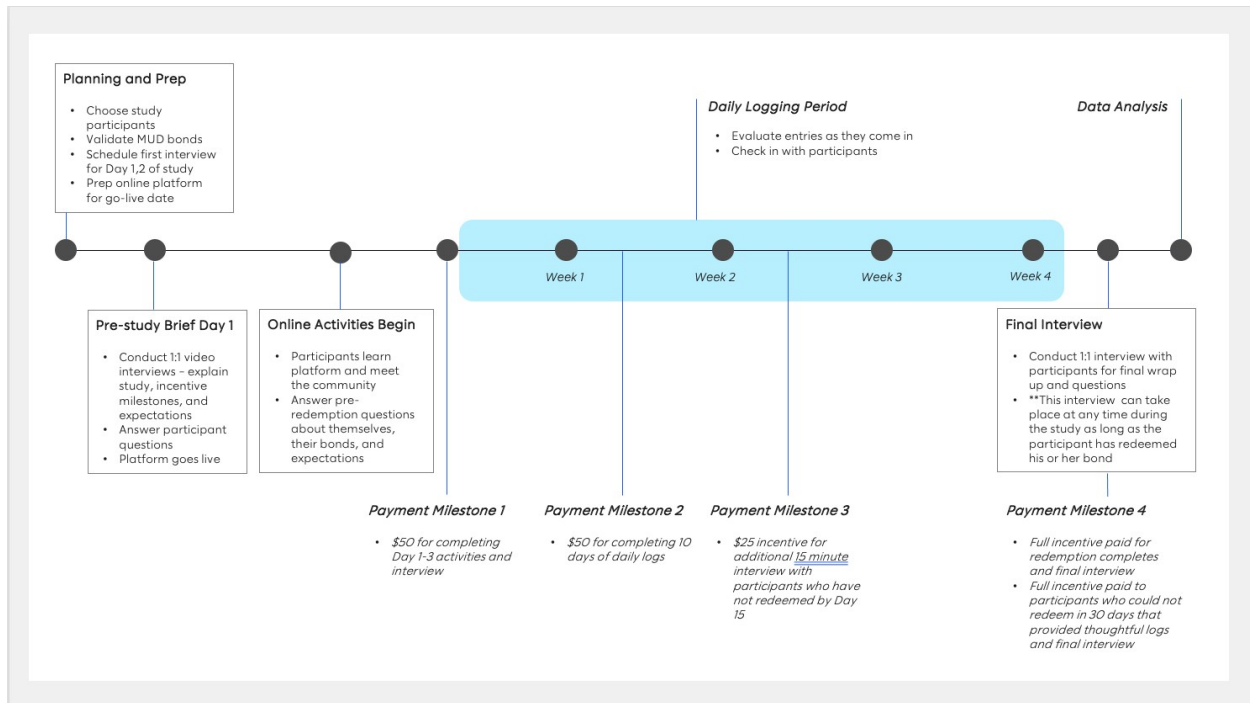 Planning and Prep
• Choose study
participants
• Validate MUD bonds
• Schedule first interview
for Day 1,2 of study
• Prep online platform
for go-live date
Daily Logging Period
• Evaluate entries as they come in
• Check in with participants
Data Analysis
Week 1
Week 2
Week 3
Week 4
Pre-study Brief Day 1
• Conduct 1:1 video
interviews – explain
study, incentive
milestones, and
expectations
• Answer participant
questions
• Platform goes live
Online Activities Begin
• Participants learn
platform and meet
the community
• Answer pre-
redemption questions
about themselves,
their bonds, and
expectations
Final Interview
• Conduct 1:1 interview with
participants for final wrap
up and questions
• **This interview can take
place at any time during
the study as long as the
participant has redeemed
his or her bond
Payment Milestone 1
• $50 for completing
Day 1-3 activities and
interview
Payment Milestone 2
• $50 for completing 10
days of daily logs
Payment Milestone 3
• $25 incentive for
additional 15 minute
interview with
participants who have
not redeemed by Day
15
Payment Milestone 4
• Full incentive paid for
redemption completes
and final interview
• Full incentive paid to
participants who could not
redeem in 30 days that
provided thoughtful logs
and final interview